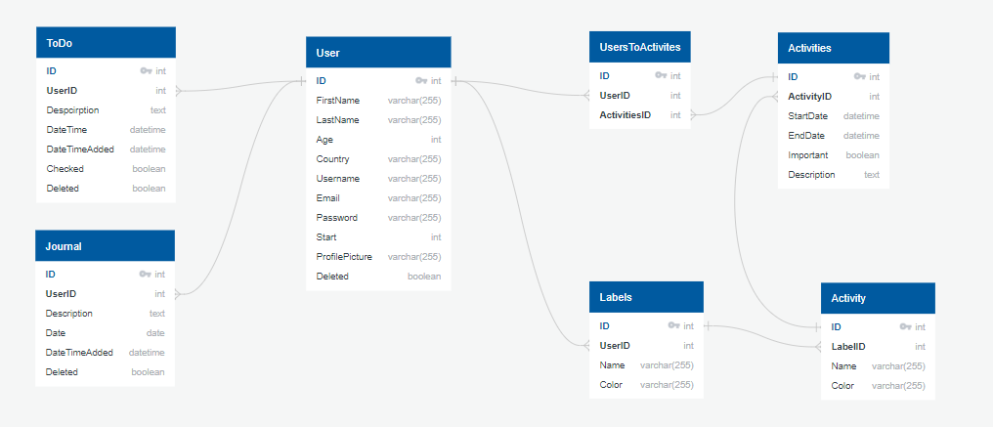 ToDo
ID int
UserID int
Despcirption text
DateTime datetime
DateTimeAdded datetime
Checked boolean
Deleted boolean
Journal
ID int
UserID int
Description text
Date date
DateTimeAdded datetime
Deleted boolean
User
ID int
FirstName varchar(255)
LastName varchar(255)
Age int
Country varchar(255)
Username varchar(255)
Email varchar(255)
Password varchar(255)
Start int
ProfilePicture varchar(255)
Deleted boolean
UsersToActivites
ID int
UserID int
ActivitiesID int
Labels
ID int
UserID int
Name varchar(255)
Color varchar(255)
Activities
ID int
ActivityID int
StartDate datetime
EndDate datetime
Important boolean
Description text
Activity
ID int
LabelID int
Name varchar(255)
Color varchar(255)